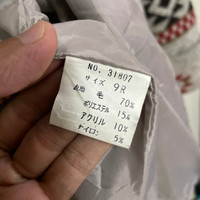 NO. 31807
サイズ 9R
表地 毛 70%
ポリエステル 15%
アクリル 10%
ナイロン 5%